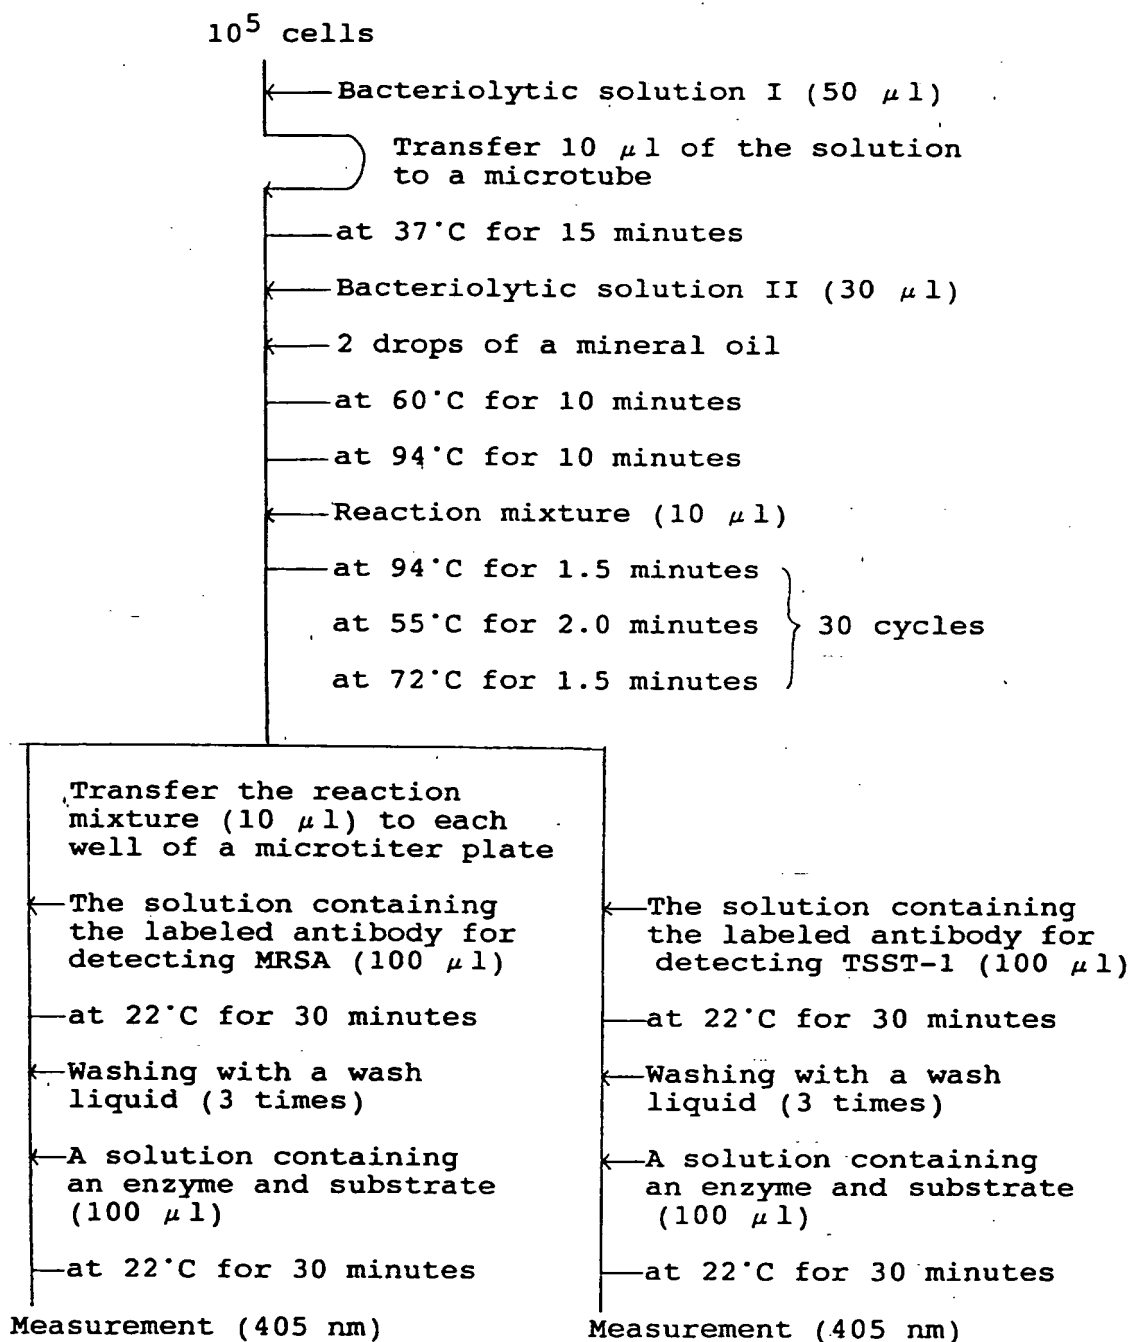 10⁵ cells
Bacteriolytic solution I (50 μl)
Transfer 10 μl of the solution
to a microtube
at 37°C for 15 minutes
Bacteriolytic solution II (30 μl)
2 drops of a mineral oil
at 60°C for 10 minutes
at 94°C for 10 minutes
Reaction mixture (10 μl)
at 94°C for 1.5 minutes
at 55°C for 2.0 minutes
30 cycles
at 72°C for 1.5 minutes
Transfer the reaction
mixture (10 μl) to each
well of a microtiter plate
The solution containing
the labeled antibody for
detecting MRSA (100 μl)
at 22°C for 30 minutes
Washing with a wash
liquid (3 times)
A solution containing
an enzyme and substrate
(100 μl)
at 22°C for 30 minutes
Measurement (405 nm)
The solution containing
the labeled antibody for
detecting TSST-1 (100 μl)
at 22°C for 30 minutes
Washing with a wash
liquid (3 times)
A solution containing
an enzyme and substrate
(100 μl)
at 22°C for 30 minutes
Measurement (405 nm)